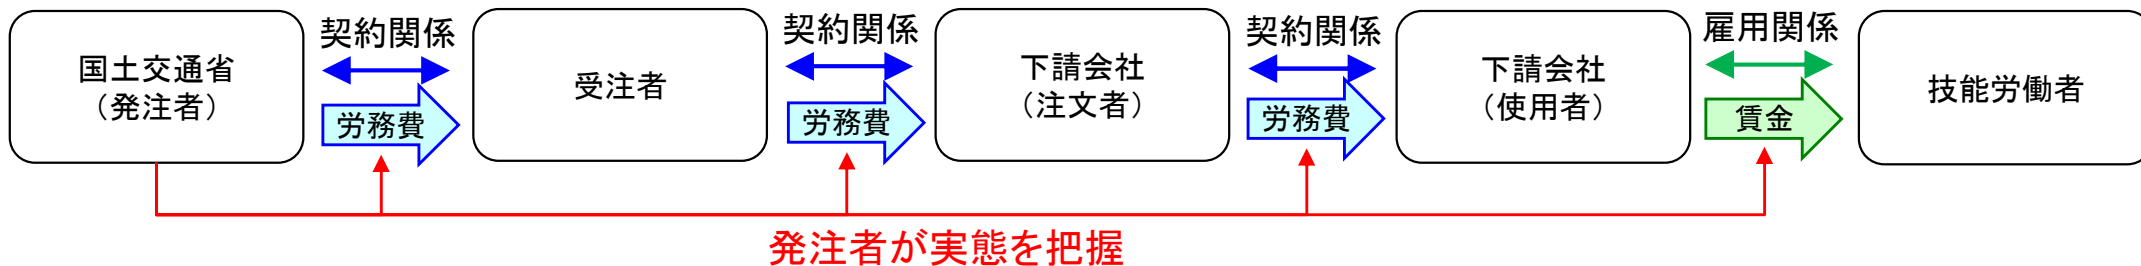 国土交通省
（発注者）
契約関係
労務費
受注者
契約関係
労務費
下請会社
（注文者）
契約関係
労務費
下請会社
（使用者）
雇用関係
賃金
技能労働者
発注者が実態を把握